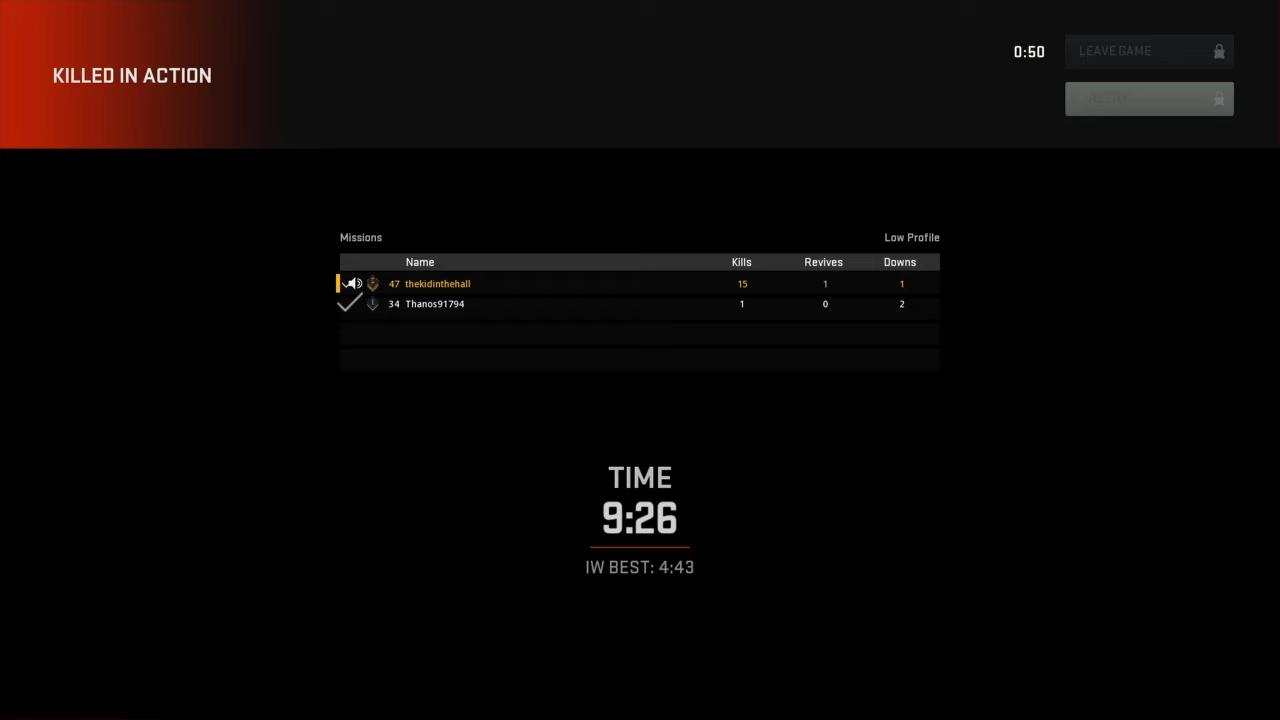 KILLED IN ACTION
0:50
LEAVE GAME
RETRY
Missions Low Profile
Name Kills Revives Downs
47 thekidinthehall 15 1 1
34 Thanos91794 1 0 2
TIME
9:26
IW BEST: 4:43